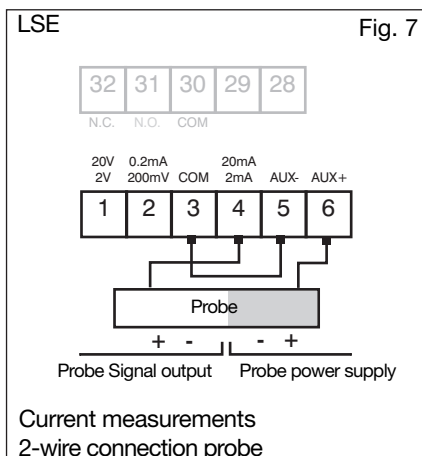 LSE Fig. 7
32 31 30 29 28
N.C. N.O. COM
20V 0.2mA 20mA
2V 200mV COM 2mA AUX- AUX+
1 2 3 4 5 6
Probe
+ - - +
Probe Signal output Probe power supply
Current measurements
2-wire connection probe